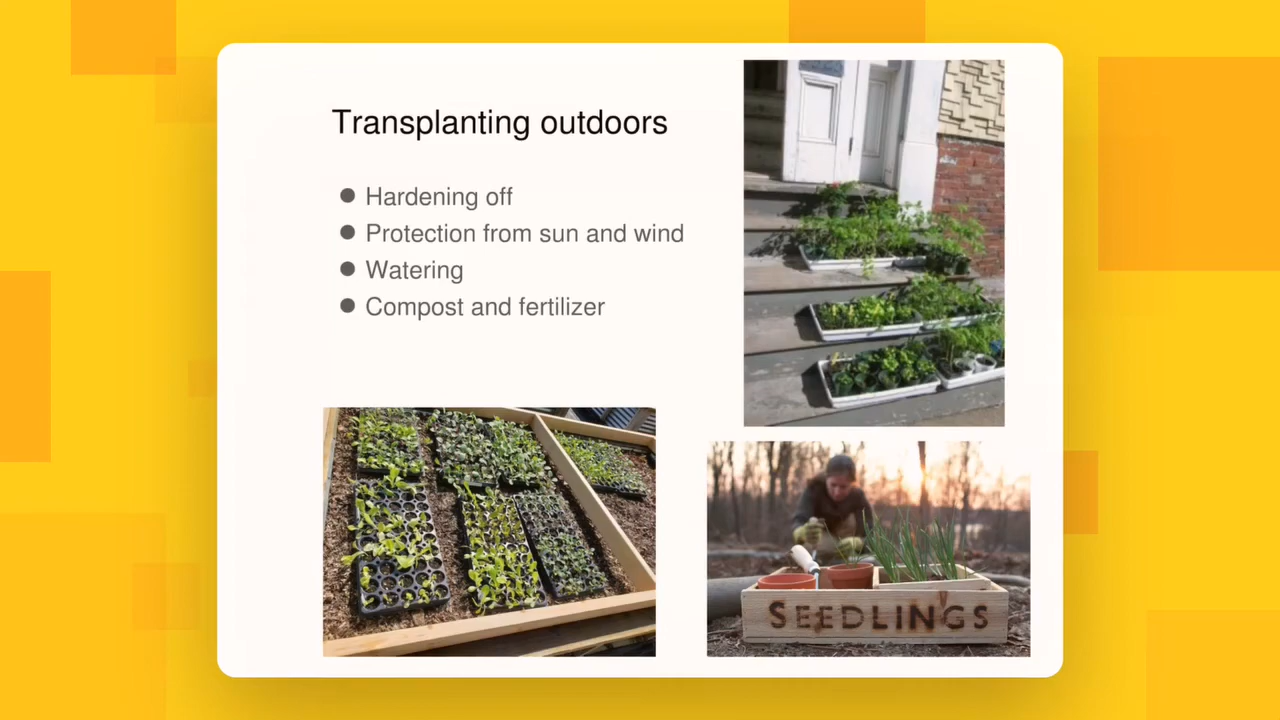 Transplanting outdoors
● Hardening off
● Protection from sun and wind
● Watering
● Compost and fertilizer
SEEDLINGS